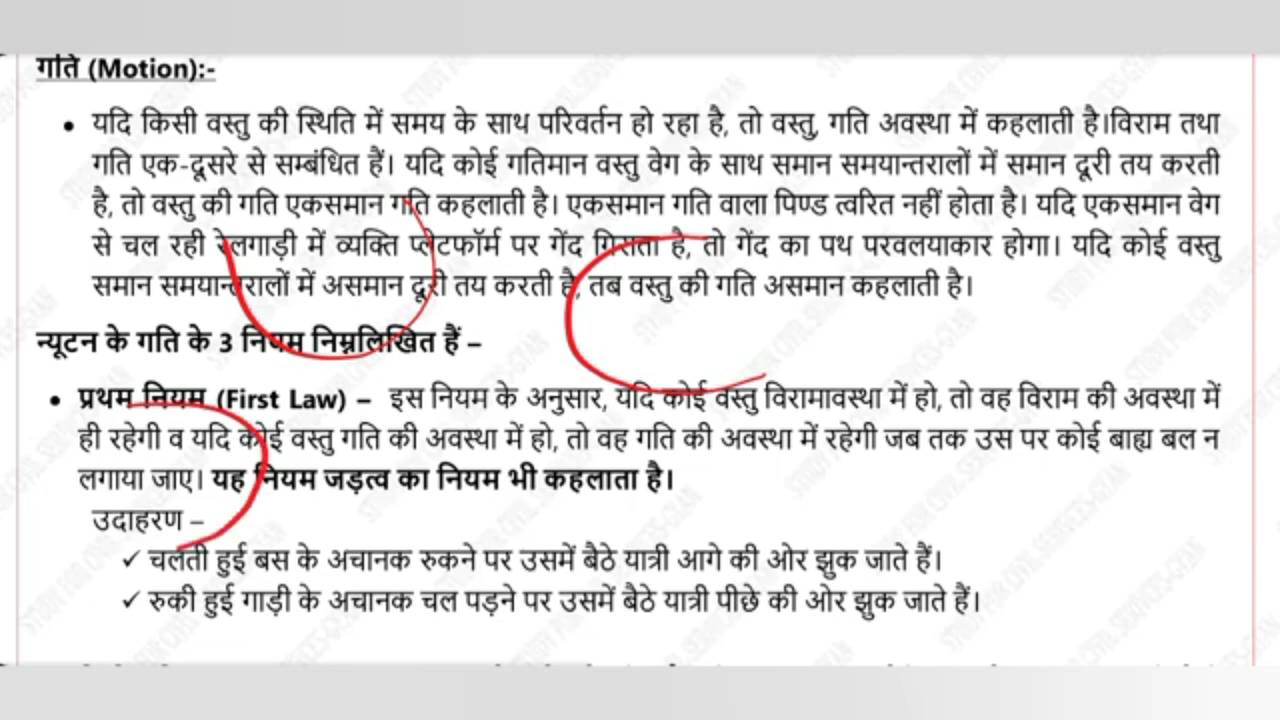 गति (Motion):-
• यदि किसी वस्तु की स्थिति में समय के साथ परिवर्तन हो रहा है, तो वस्तु, गति अवस्था में कहलाती है।विराम तथा
गति एक-दूसरे से सम्बंधित हैं। यदि कोई गतिमान वस्तु वेग के साथ समान समयान्तरालों में समान दूरी तय करती
है, तो वस्तु की गति एकसमान गति कहलाती है। एकसमान गति वाला पिण्ड त्वरित नहीं होता है। यदि एकसमान वेग
से चल रही रेलगाड़ी में व्यक्ति प्लेटफॉर्म पर गेंद गिराता है, तो गेंद का पथ परवलयाकार होगा। यदि कोई वस्तु
समान समयान्तरालों में असमान दूरी तय करती है, तब वस्तु की गति असमान कहलाती है।
न्यूटन के गति के 3 नियम निम्नलिखित हैं –
• प्रथम नियम (First Law) – इस नियम के अनुसार, यदि कोई वस्तु विरामावस्था में हो, तो वह विराम की अवस्था में
ही रहेगी व यदि कोई वस्तु गति की अवस्था में हो, तो वह गति की अवस्था में रहेगी जब तक उस पर कोई बाह्य बल न
लगाया जाए। यह नियम जड़त्व का नियम भी कहलाता है।
उदाहरण –
✓ चलती हुई बस के अचानक रुकने पर उसमें बैठे यात्री आगे की ओर झुक जाते हैं।
✓ रुकी हुई गाड़ी के अचानक चल पड़ने पर उसमें बैठे यात्री पीछे की ओर झुक जाते हैं।